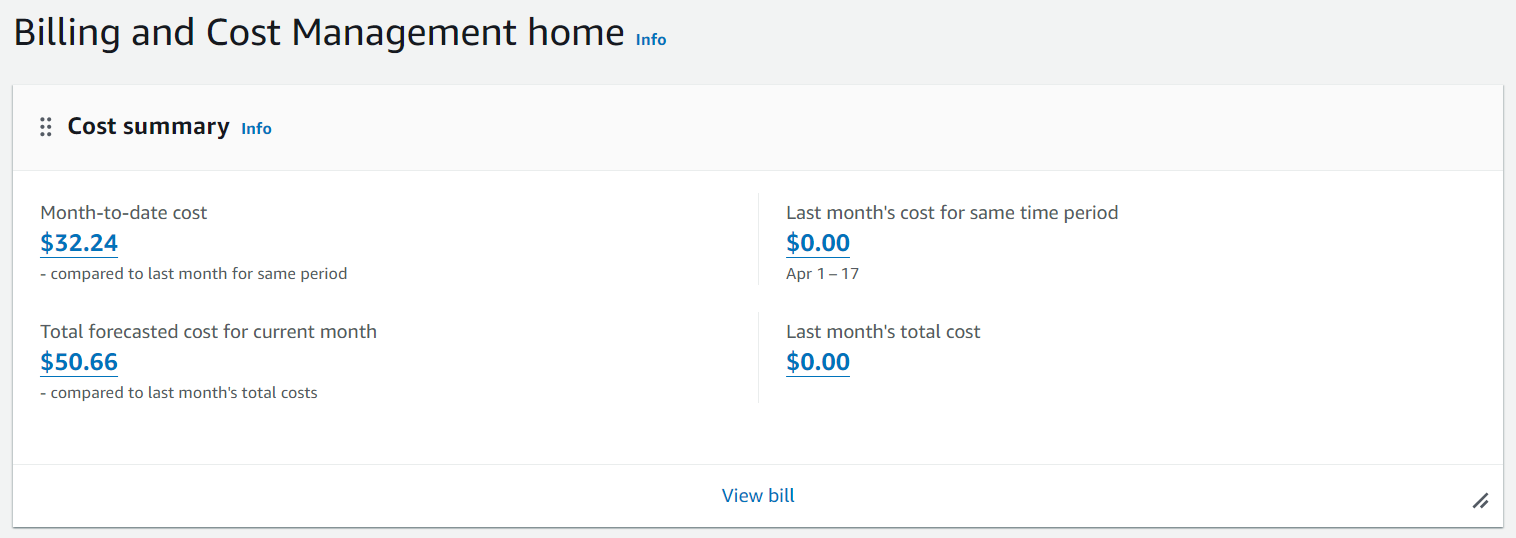 Billing and Cost Management home Info
Cost summary Info
Month-to-date cost
$32.24
- compared to last month for same period
Last month's cost for same time period
$0.00
Apr 1 – 17
Total forecasted cost for current month
$50.66
- compared to last month's total costs
Last month's total cost
$0.00
View bill